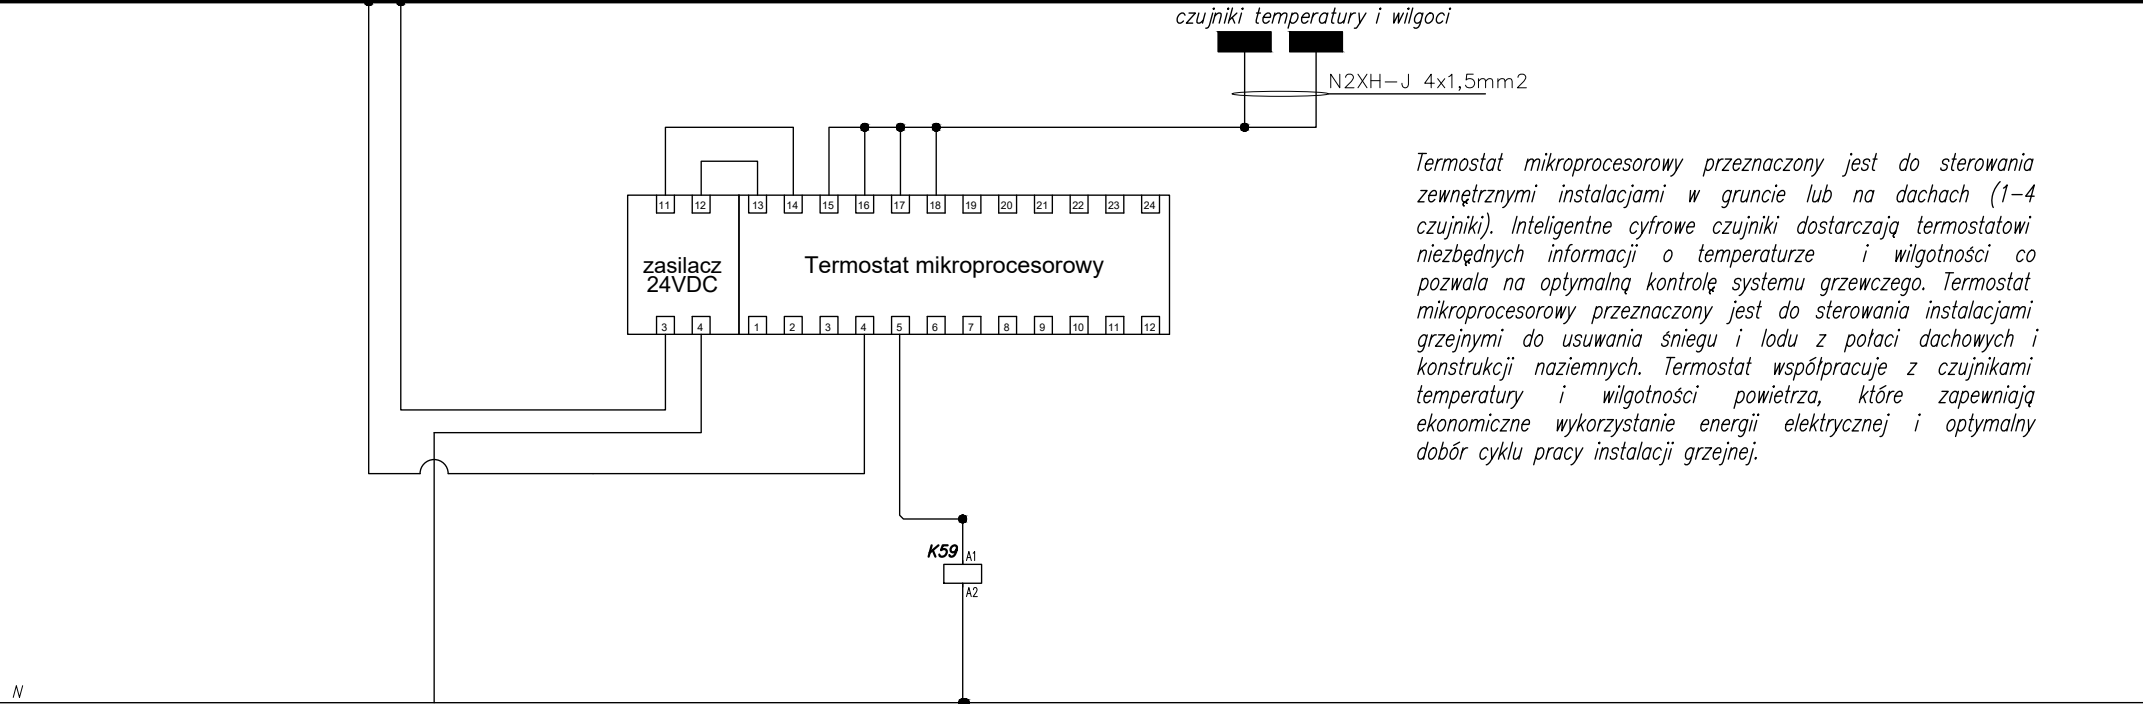 czujniki temperatury i wilgoci
N2XH-J 4x1,5mm2
11 12 13 14 15 16 17 18 19 20 21 22 23 24
zasilacz
24VDC
Termostat mikroprocesorowy
3 4 1 2 3 4 5 6 7 8 9 10 11 12
Termostat mikroprocesorowy przeznaczony jest do sterowania
zewnętrznymi instalacjami w gruncie lub na dachach (1-4
czujniki). Inteligentne cyfrowe czujniki dostarczają termostatowi
niezbędnych informacji o temperaturze i wilgotności co
pozwala na optymalną kontrolę systemu grzewczego. Termostat
mikroprocesorowy przeznaczony jest do sterowania instalacjami
grzejnymi do usuwania śniegu i lodu z połaci dachowych i
konstrukcji naziemnych. Termostat współpracuje z czujnikami
temperatury i wilgotności powietrza, które zapewniają
ekonomiczne wykorzystanie energii elektrycznej i optymalny
dobór cyklu pracy instalacji grzejnej.
K59 A1
A2
N